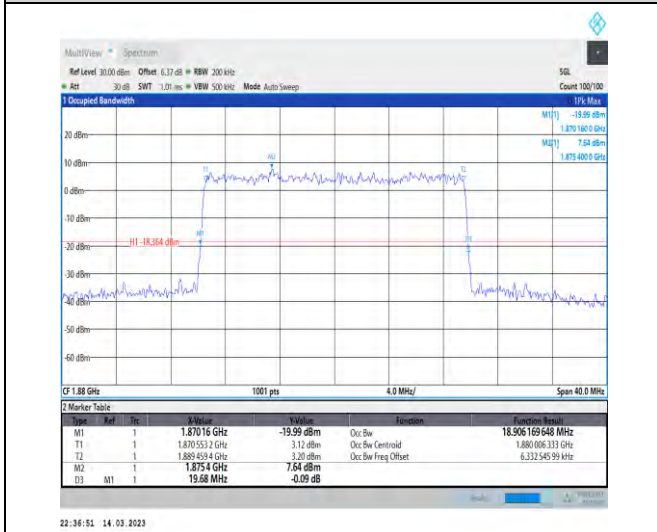 MultiView Spectrum
Ref Level 30.00 dBm Offset 6.37 dB RBW 200 kHz SGL
Att 30 dB SWT 1.01 ms VBW 500 kHz Mode Auto Sweep Count 100/100
1 Occupied Bandwidth 1Pk Max
M1[1] -19.99 dBm
1.870 160 0 GHz
M2[1] 7.64 dBm
1.875 400 0 GHz
20 dBm
10 dBm
M2
T1 T2
0 dBm
-10 dBm
M1
H1 -18.364 dBm
-20 dBm
-30 dBm
-40 dBm
-50 dBm
-60 dBm
CF 1.88 GHz 1001 pts 4.0 MHz/ Span 40.0 MHz
2 Marker Table
Type Ref Trc X-Value Y-Value Function Function Result
M1 1 1.870 16 GHz -19.99 dBm Occ Bw 18.906 169 648 MHz
T1 1 1.870 553 2 GHz 3.12 dBm Occ Bw Centroid 1.880 006 333 GHz
T2 1 1.889 459 4 GHz 3.20 dBm Occ Bw Freq Offset 6.332 545 99 kHz
M2 1 1.875 4 GHz 7.64 dBm
D3 M1 1 19.68 MHz -0.09 dB
22:36:51 14.03.2023